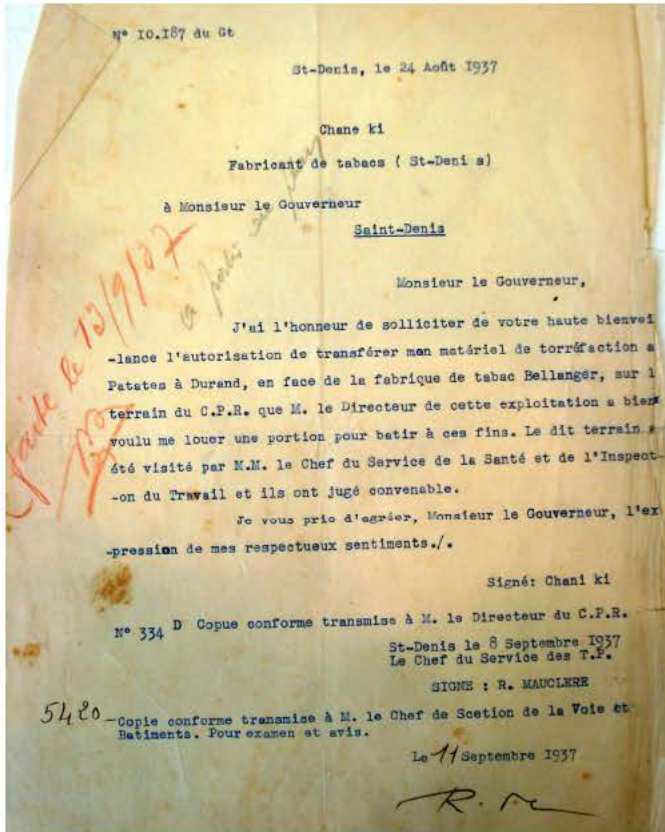 N° 10.187 du Gt
St-Denis, le 24 Août 1937
Chane ki
Fabricant de tabacs ( St-Deni s)
à Monsieur le Gouverneur
Saint-Denis
Monsieur le Gouverneur,
J'ai l'honneur de solliciter de votre haute bienvei
-lance l'autorisation de transférer mon matériel de torréfaction a
Patates à Durand, en face de la fabrique de tabac Bellanger, sur l
terrain du C.P.R. que M. le Directeur de cette exploitation a bien
voulu me louer une portion pour batir à ces fins. Le dit terrain a
été visité par M.M. le Chef du Service de la Santé et de l'Inspect-
-on du Travail et ils ont jugé convenable.
Je vous prie d'agréer, Monsieur le Gouverneur, l'ex
-pression de mes respectueux sentiments./.
Signé: Chani ki
N° 334 D Copue conforme transmise à M. le Directeur du C.P.R.
St-Denis le 8 Septembre 1937
Le Chef du Service des T.P.
SIGNE : R. MAUCLERE
5420 -Copie conforme transmise à M. le Chef de Scetion de la Voie et
Batiments. Pour examen et avis.
Le 11 Septembre 1937
le 13/9/37